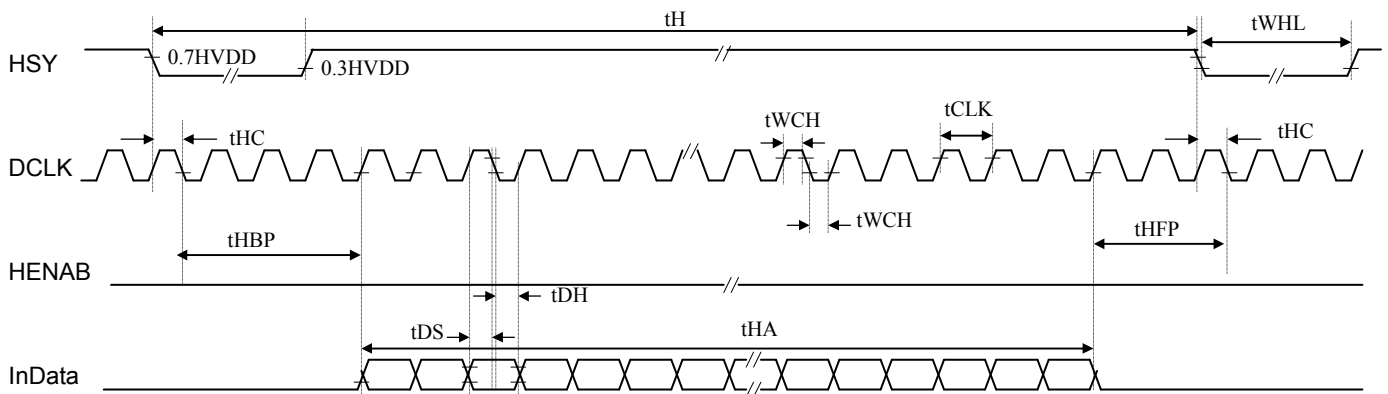 tH
tWHL
HSY
0.7HVDD
0.3HVDD
tHC
tWCH
tCLK
tHC
DCLK
tWCH
tHBP
tHFP
HENAB
tDH
tDS
tHA
InData